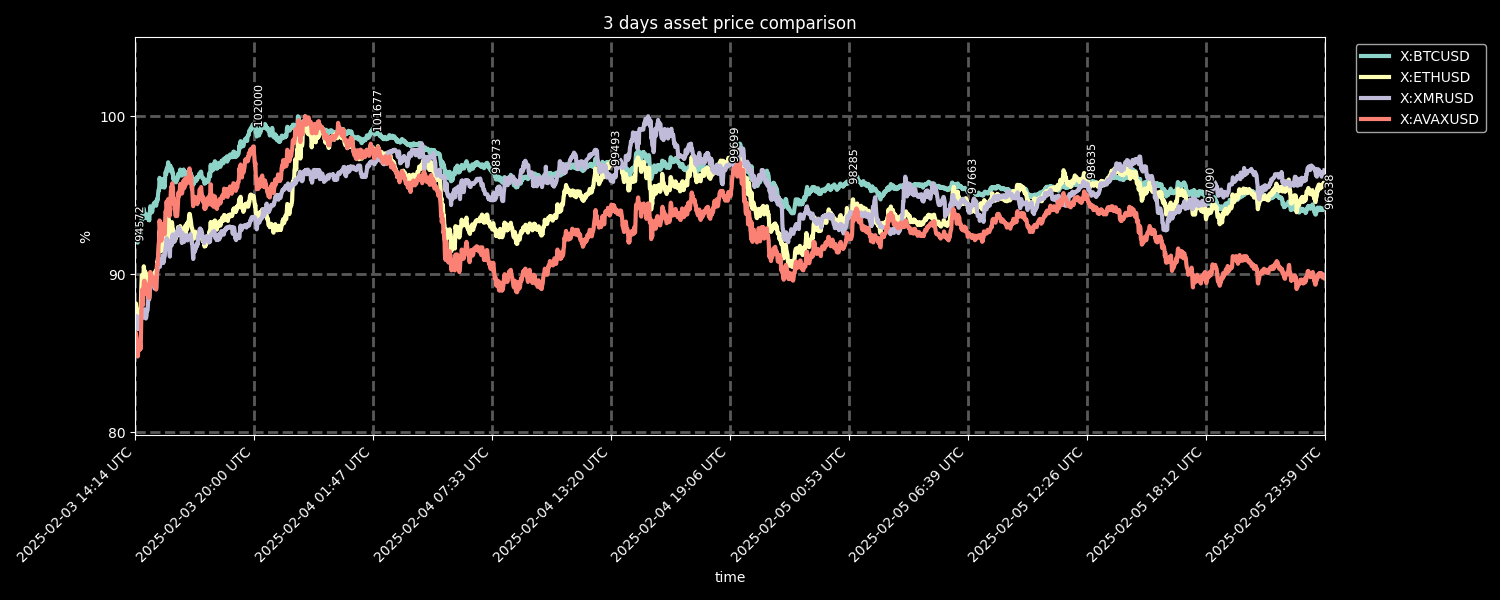 3 days asset price comparison
X:BTCUSD
X:ETHUSD
X:XMRUSD
X:AVAXUSD
%
100
90
80
94572
102000
101677
98973
99493
99699
98285
97663
98635
97090
96638
2025-02-03 14:14 UTC
2025-02-03 20:00 UTC
2025-02-04 01:47 UTC
2025-02-04 07:33 UTC
2025-02-04 13:20 UTC
2025-02-04 19:06 UTC
2025-02-05 00:53 UTC
2025-02-05 06:39 UTC
2025-02-05 12:26 UTC
2025-02-05 18:12 UTC
2025-02-05 23:59 UTC
time